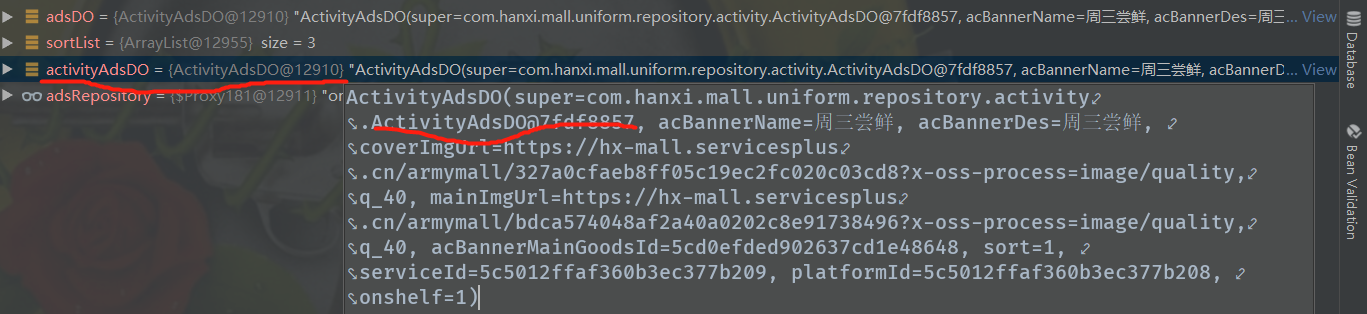 adsDO = {ActivityAdsDO@12910} "ActivityAdsDO(super=com.hanxi.mall.uniform.repository.activity.ActivityAdsDO@7fdf8857, acBannerName=周三尝鲜, acBannerDes=周三... View
sortList = {ArrayList@12955} size = 3
activityAdsDO = {ActivityAdsDO@12910} "ActivityAdsDO(super=com.hanxi.mall.uniform.repository.activity.ActivityAdsDO@7fdf8857, acBannerName=周三尝鲜, acBannerD... View
adsRepository = {$Proxy181@12911} "or
ActivityAdsDO(super=com.hanxi.mall.uniform.repository.activity
.ActivityAdsDO@7fdf8857, acBannerName=周三尝鲜, acBannerDes=周三尝鲜,
coverImgUrl=https://hx-mall.servicesplus
.cn/armymall/327a0cfaeb8ff05c19ec2fc020c03cd8?x-oss-process=image/quality,
q_40, mainImgUrl=https://hx-mall.servicesplus
.cn/armymall/bdca574048af2a40a0202c8e91738496?x-oss-process=image/quality,
q_40, acBannerMainGoodsId=5cd0efded902637cd1e48648, sort=1,
serviceId=5c5012ffaf360b3ec377b209, platformId=5c5012ffaf360b3ec377b208,
onshelf=1)
Database
Bean Validation